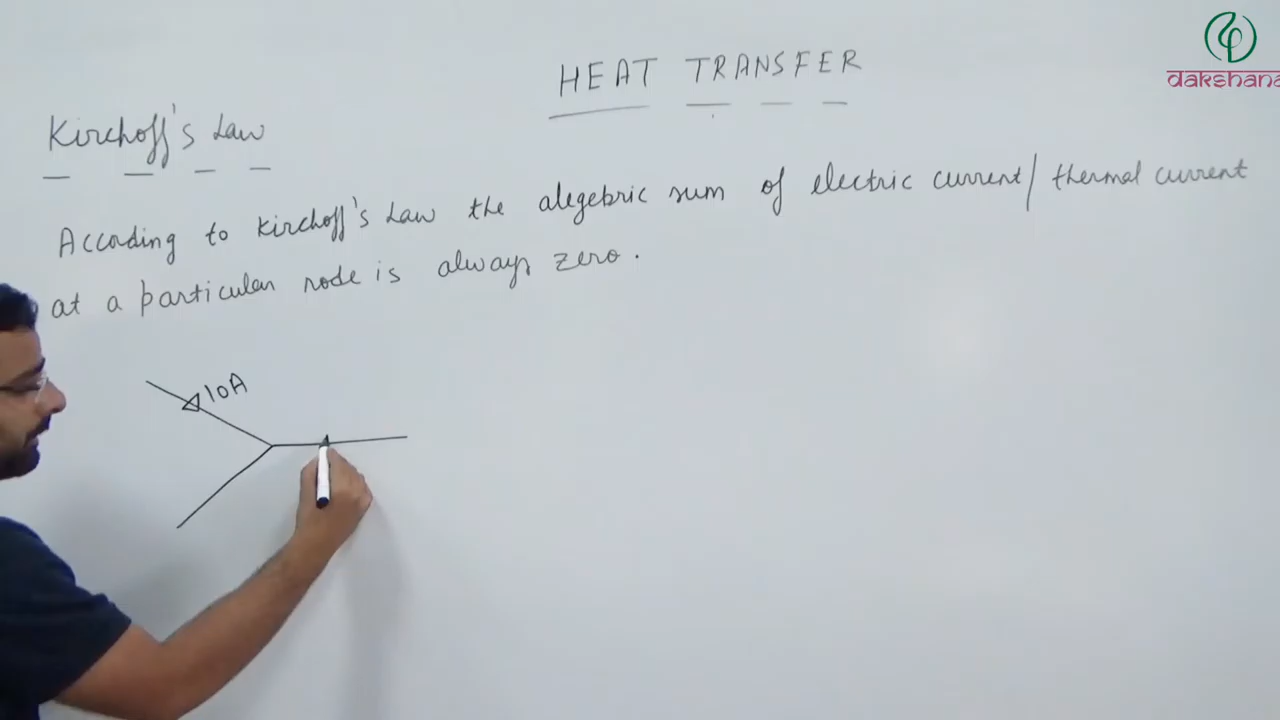 HEAT TRANSFER
dakshana
Kirchoff's Law
According to Kirchoff's Law the alegebric sum of electric current/thermal current
at a particular node is always zero.
10A